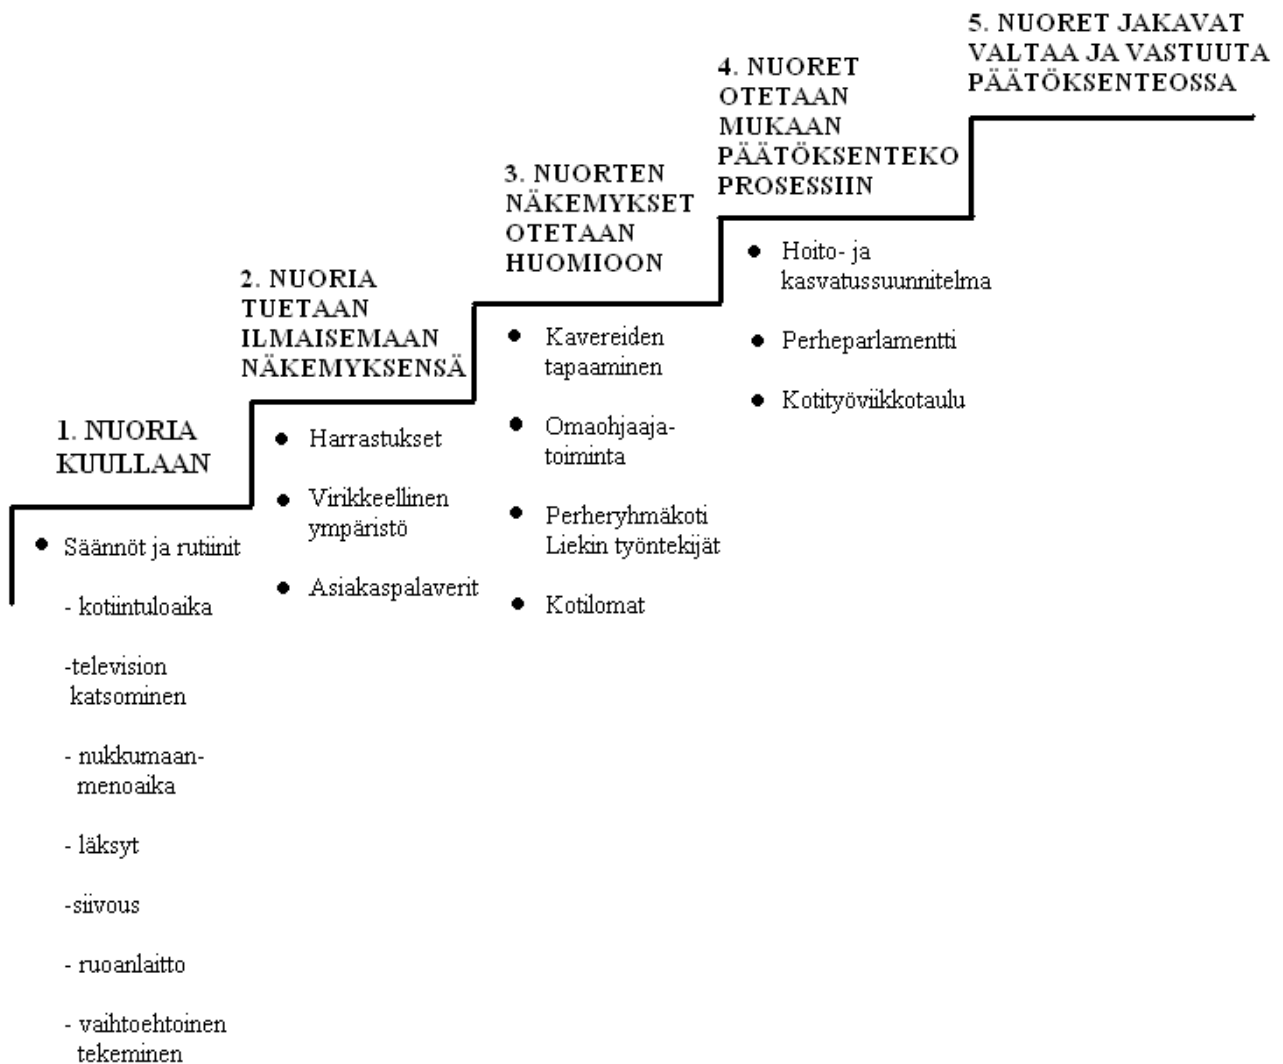 1. NUORIA
KUULLAAN
● Säännöt ja rutiinit
- kotiintuloaika
-television
katsominen
- nukkumaan-
menoaika
- läksyt
-siivous
- ruoanlaitto
- vaihtoehtoinen
tekeminen
2. NUORIA
TUETAAN
ILMAISEMAAN
NÄKEMYKSENSÄ
● Harrastukset
● Virikkeellinen
ympäristö
● Asiakaspalaverit
3. NUORTEN
NÄKEMYKSET
OTETAAN
HUOMIOON
● Kavereiden
tapaaminen
● Omaohjaaja-
toiminta
● Perheryhmäkoti
Liekin työntekijät
● Kotilomat
4. NUORET
OTETAAN
MUKAAN
PÄÄTÖKSENTEKO
PROSESSIIN
● Hoito- ja
kasvatussuunnitelma
● Perheparlamentti
● Kotityöviikkotaulu
5. NUORET JAKAVAT
VALTAA JA VASTUUTA
PÄÄTÖKSENTEOSSA